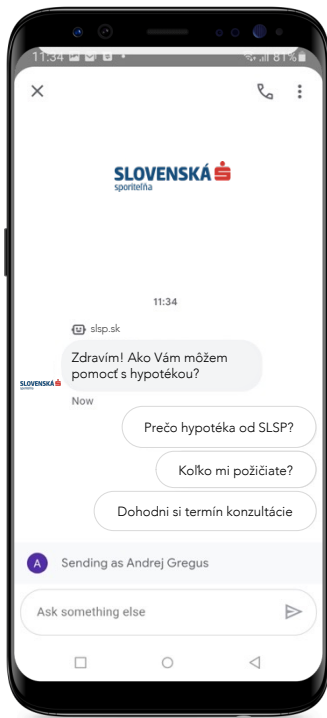 11:34
81%
SLOVENSKÁ
sporiteľňa
11:34
slsp.sk
Zdravím! Ako Vám môžem
pomocť s hypotékou?
SLOVENSKÁ
Now
Prečo hypotéka od SLSP?
Koľko mi požičiate?
Dohodni si termín konzultácie
A
Sending as Andrej Gregus
Ask something else